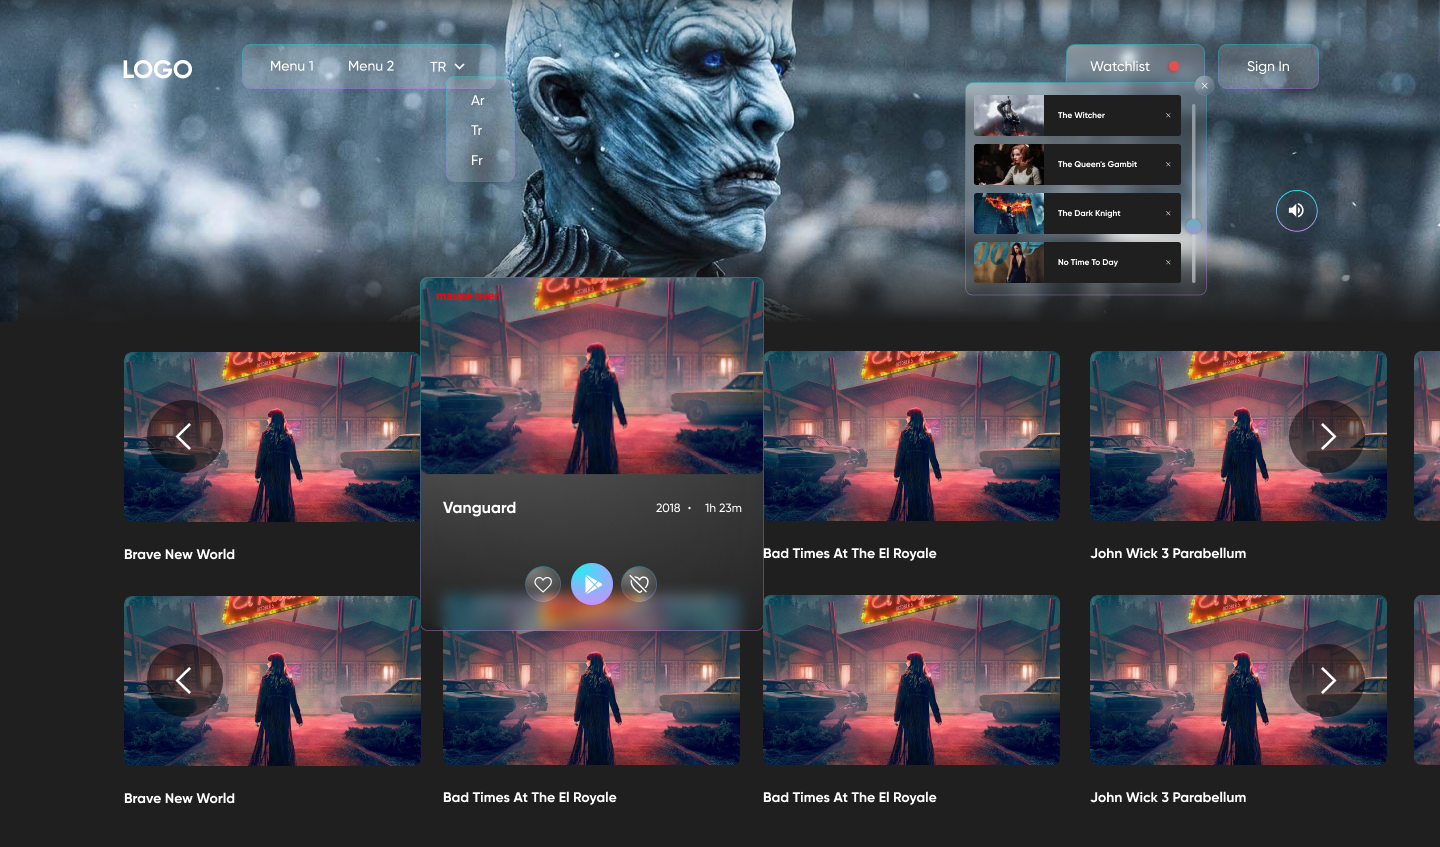 LOGO
Menu 1
Menu 2
TR
Ar
Tr
Fr
Watchlist
Sign In
The Witcher
The Queen's Gambit
The Dark Knight
No Time To Day
Vanguard
2018 • 1h 23m
Brave New World
Bad Times At The El Royale
John Wick 3 Parabellum
Brave New World
Bad Times At The El Royale
Bad Times At The El Royale
John Wick 3 Parabellum